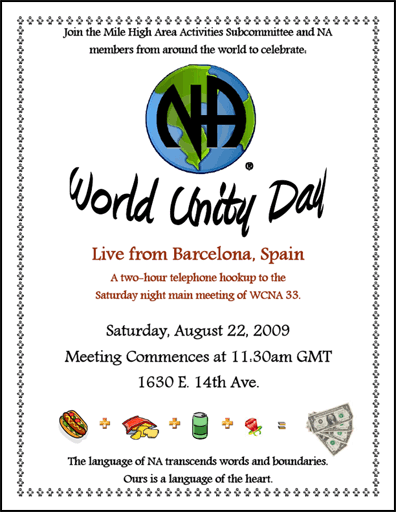 Join the Mile High Area Activities Subcommittee and NA
members from around the world to celebrate:
NA
®
World Unity Day
Live from Barcelona, Spain
A two-hour telephone hookup to the
Saturday night main meeting of WCNA 33.
Saturday, August 22, 2009
Meeting Commences at 11:30am GMT
1630 E. 14th Ave.
+ + + =
The language of NA transcends words and boundaries.
Ours is a language of the heart.